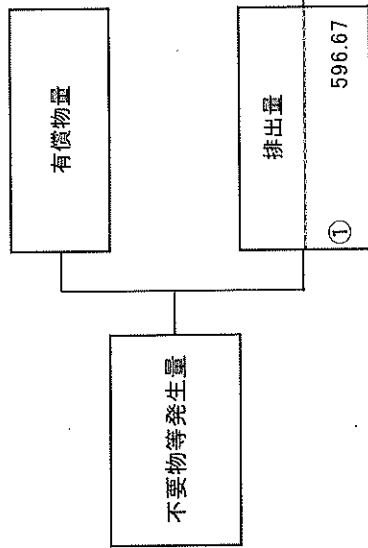 不要物等発生量
有償物量
排出量
① 596.67